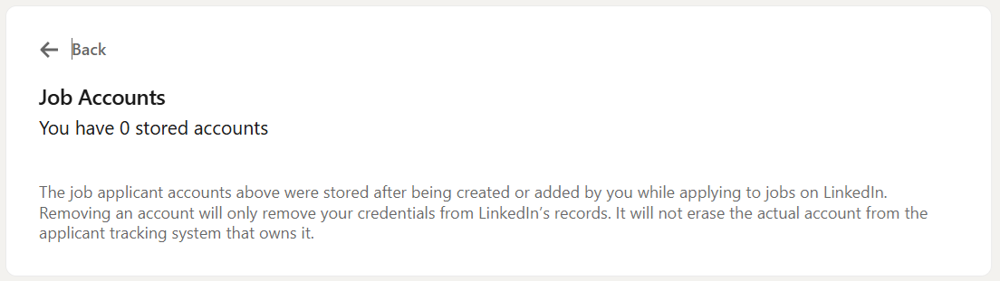 Back
Job Accounts
You have 0 stored accounts
The job applicant accounts above were stored after being created or added by you while applying to jobs on LinkedIn.
Removing an account will only remove your credentials from LinkedIn’s records. It will not erase the actual account from the
applicant tracking system that owns it.